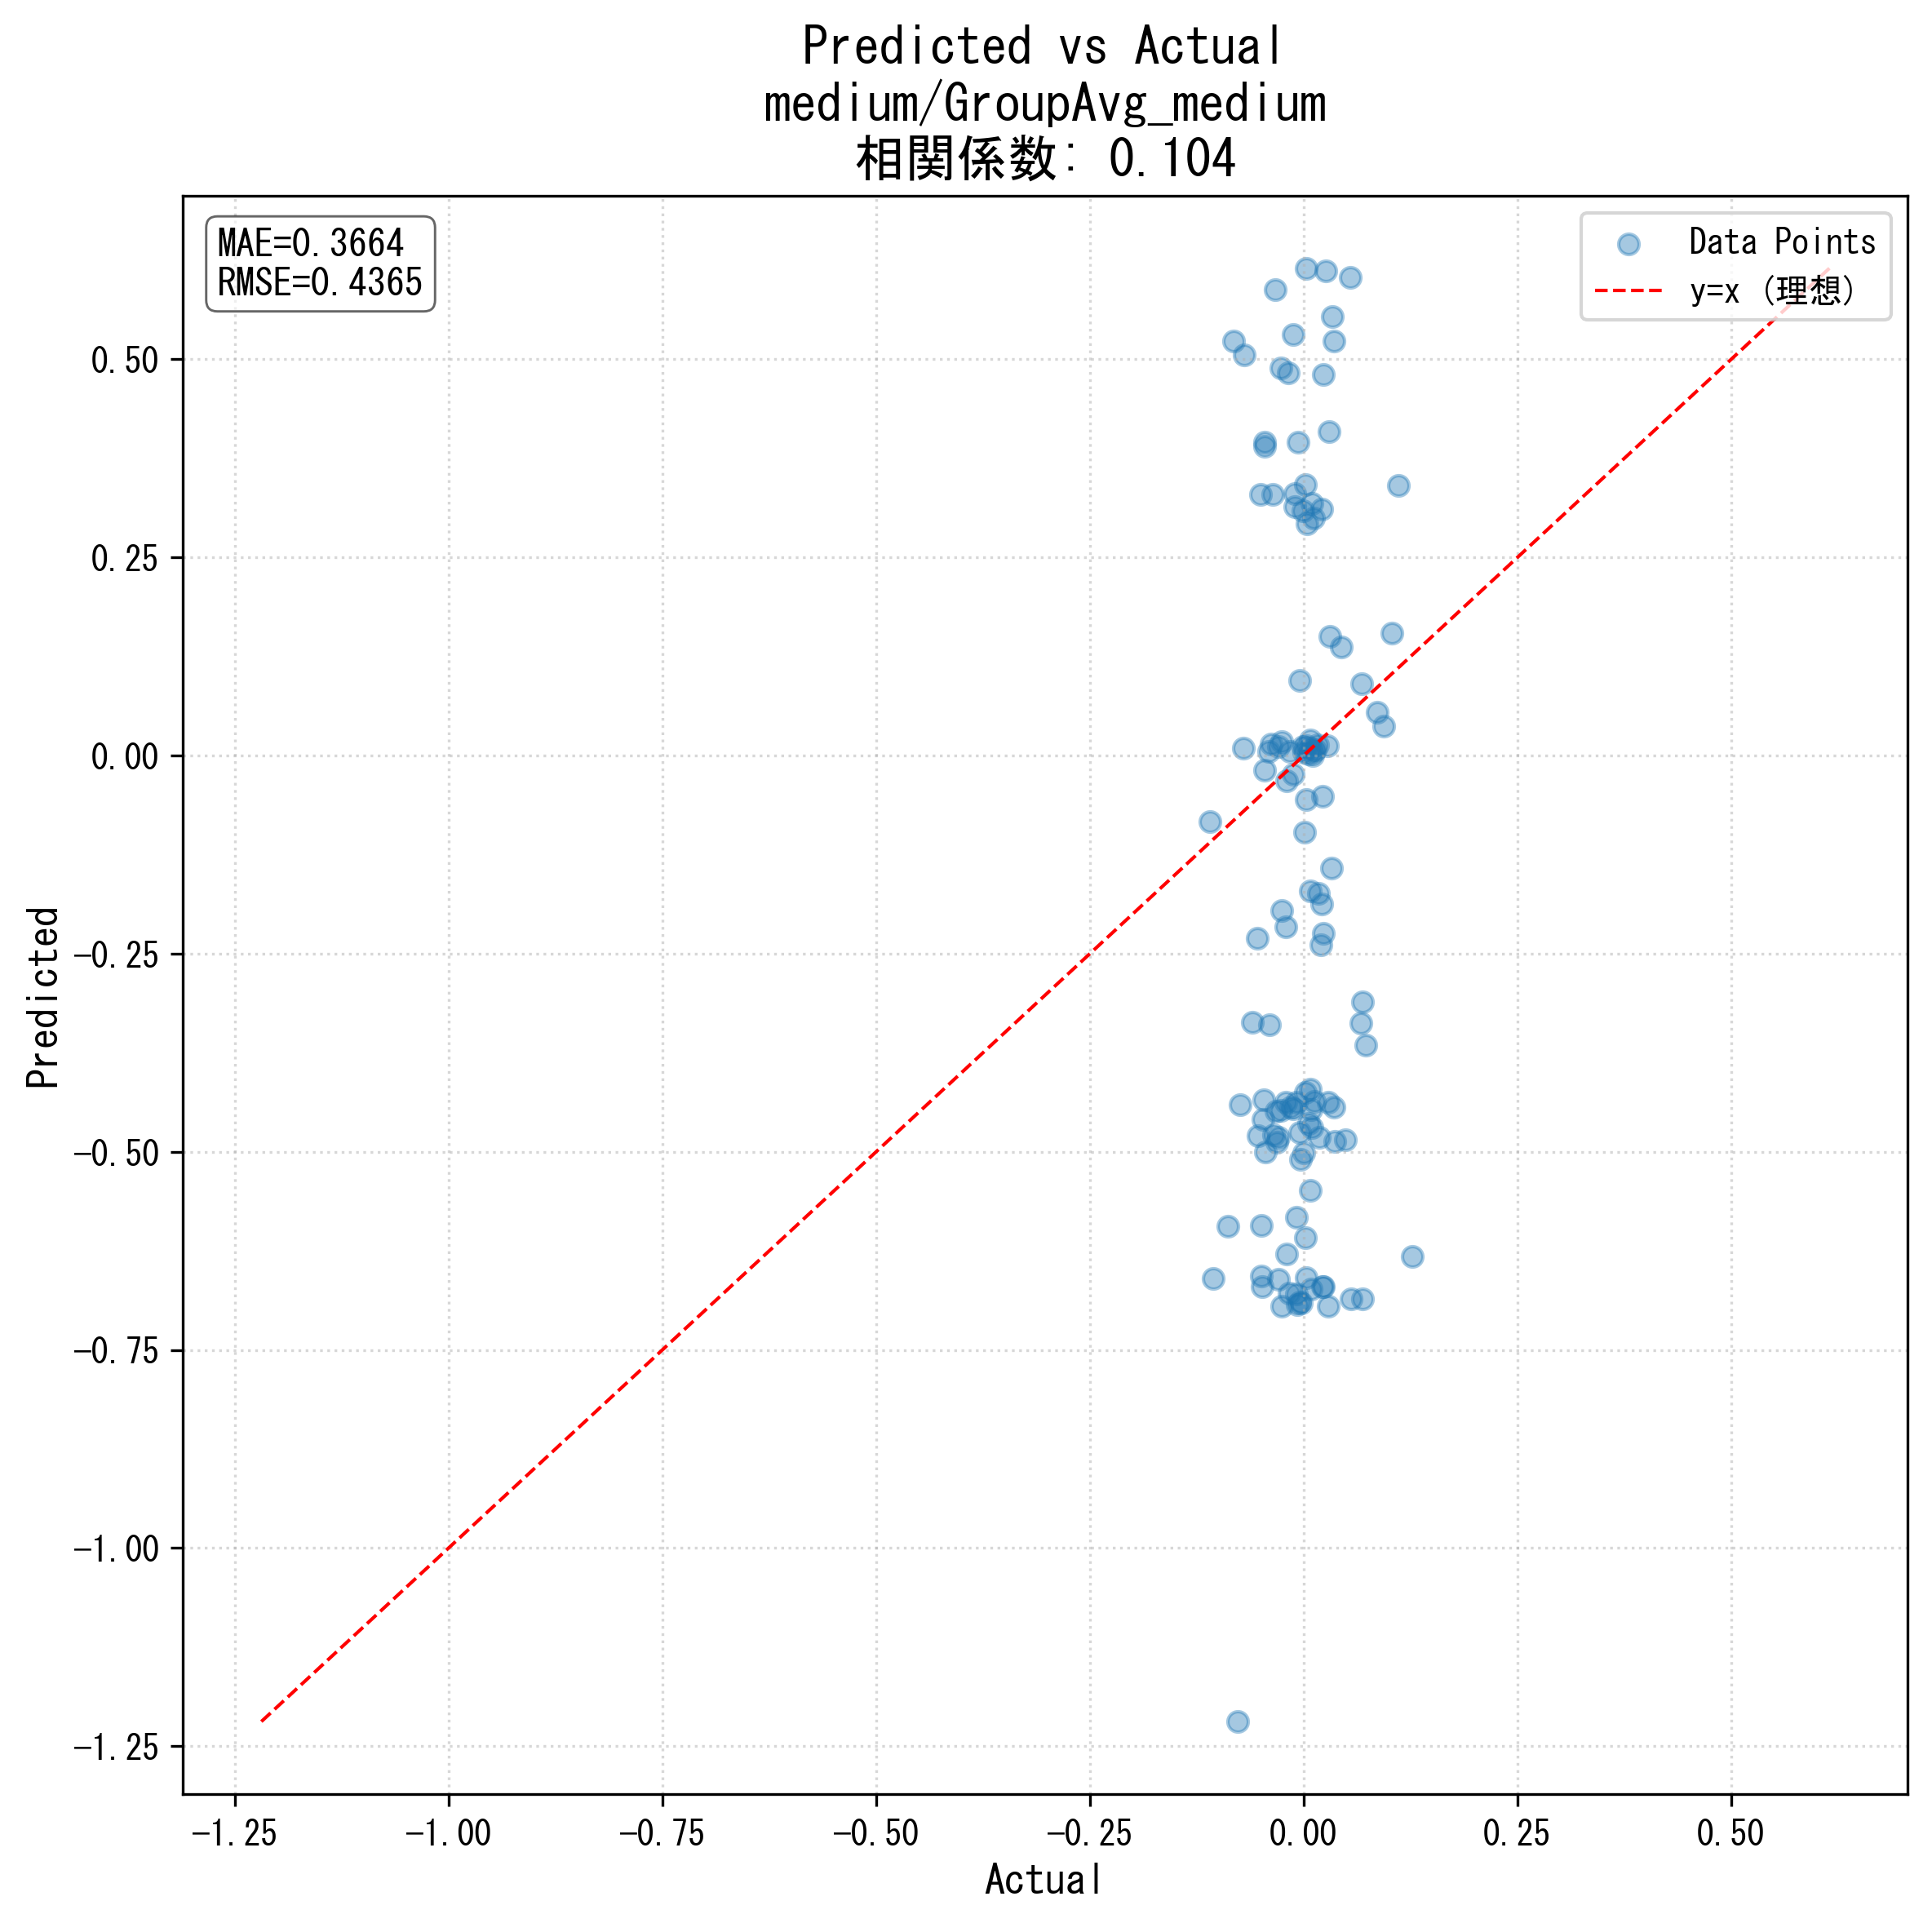 Predicted vs Actual
medium/GroupAvg_medium
相関係数: 0.104
MAE=0.3664
RMSE=0.4365
Data Points
y=x (理想)
0.50
0.25
0.00
−0.25
−0.50
−0.75
−1.00
−1.25
Predicted
−1.25
−1.00
−0.75
−0.50
−0.25
0.00
0.25
0.50
Actual